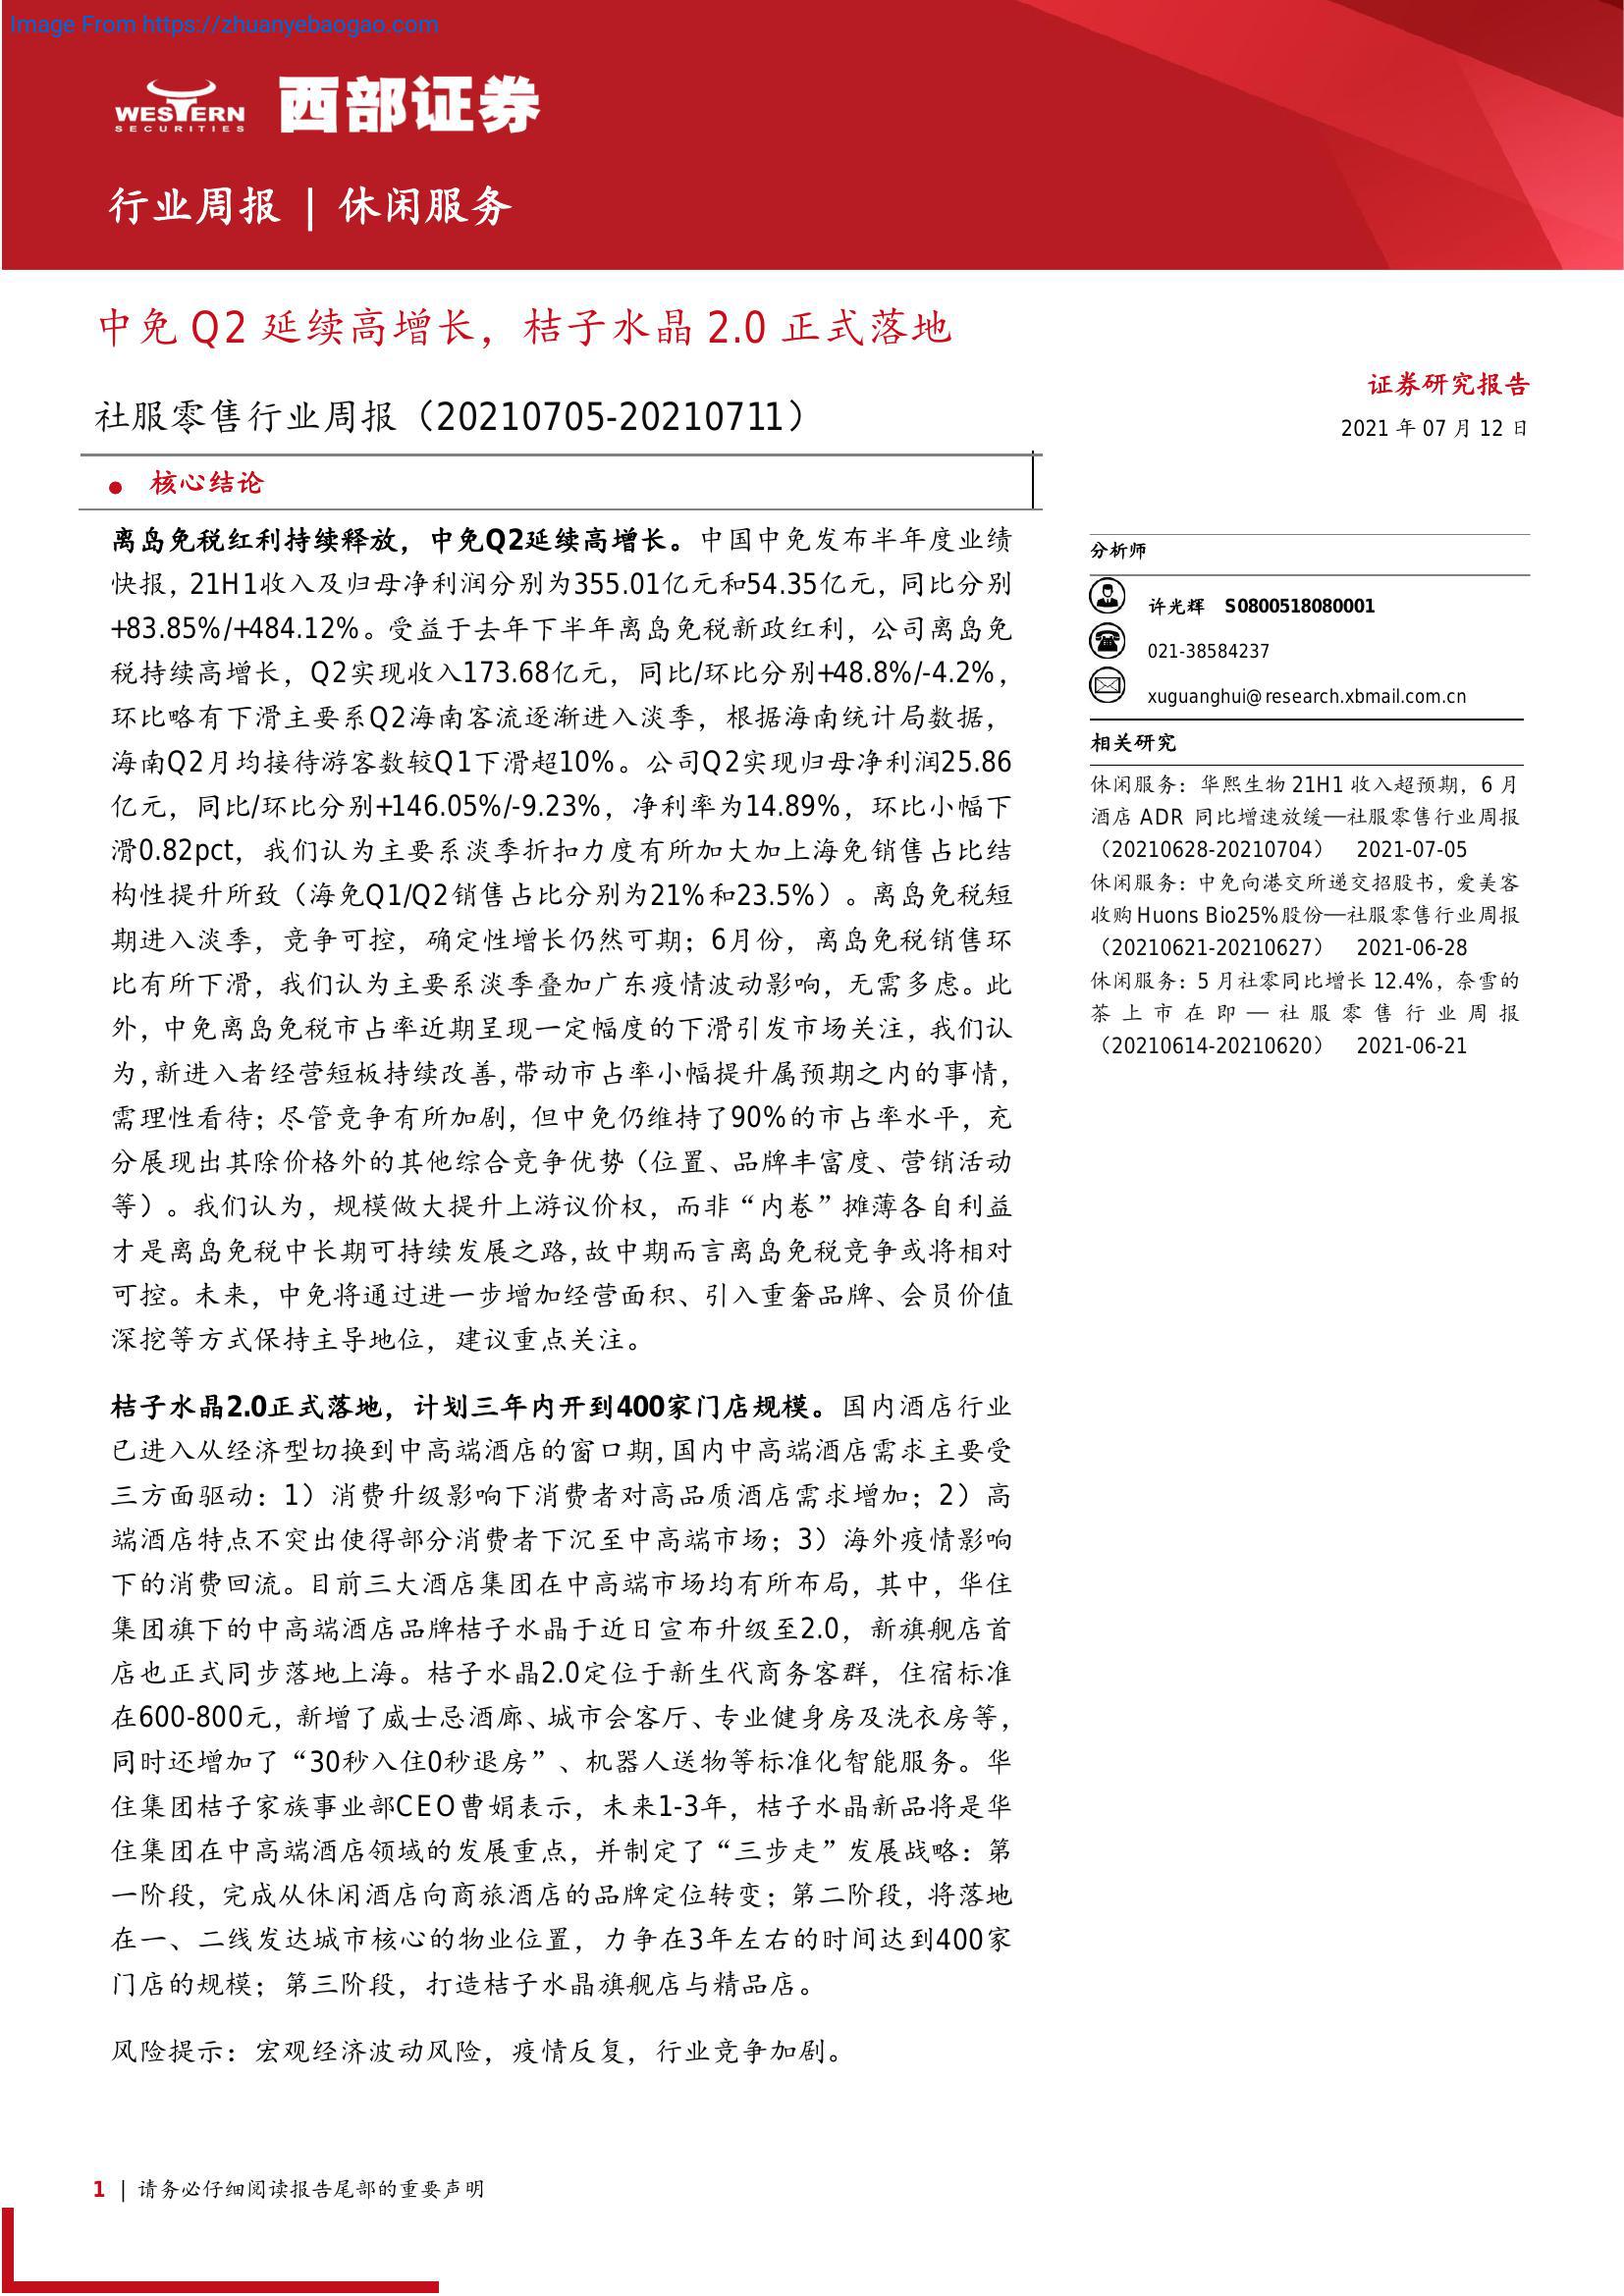 Image From https://zhuanyebaogao.com
WESTERN
SECURITIES
西部证券
行业周报 | 休闲服务
中免 Q2 延续高增长，桔子水晶 2.0 正式落地
社服零售行业周报（20210705-20210711）
● 核心结论
离岛免税红利持续释放，中免Q2延续高增长。中国中免发布半年度业绩
快报，21H1收入及归母净利润分别为355.01亿元和54.35亿元，同比分别
+83.85%/+484.12%。受益于去年下半年离岛免税新政红利，公司离岛免
税持续高增长，Q2实现收入173.68亿元，同比/环比分别+48.8%/-4.2%，
环比略有下滑主要系Q2海南客流逐渐进入淡季，根据海南统计局数据，
海南Q2月均接待游客数较Q1下滑超10%。公司Q2实现归母净利润25.86
亿元，同比/环比分别+146.05%/-9.23%，净利率为14.89%，环比小幅下
滑0.82pct，我们认为主要系淡季折扣力度有所加大加上海免销售占比结
构性提升所致（海免Q1/Q2销售占比分别为21%和23.5%）。离岛免税短
期进入淡季，竞争可控，确定性增长仍然可期；6月份，离岛免税销售环
比有所下滑，我们认为主要系淡季叠加广东疫情波动影响，无需多虑。此
外，中免离岛免税市占率近期呈现一定幅度的下滑引发市场关注，我们认
为，新进入者经营短板持续改善，带动市占率小幅提升属预期之内的事情，
需理性看待；尽管竞争有所加剧，但中免仍维持了90%的市占率水平，充
分展现出其除价格外的其他综合竞争优势（位置、品牌丰富度、营销活动
等）。我们认为，规模做大提升上游议价权，而非“内卷”摊薄各自利益
才是离岛免税中长期可持续发展之路，故中期而言离岛免税竞争或将相对
可控。未来，中免将通过进一步增加经营面积、引入重奢品牌、会员价值
深挖等方式保持主导地位，建议重点关注。
桔子水晶2.0正式落地，计划三年内开到400家门店规模。国内酒店行业
已进入从经济型切换到中高端酒店的窗口期，国内中高端酒店需求主要受
三方面驱动：1）消费升级影响下消费者对高品质酒店需求增加；2）高
端酒店特点不突出使得部分消费者下沉至中高端市场；3）海外疫情影响
下的消费回流。目前三大酒店集团在中高端市场均有所布局，其中，华住
集团旗下的中高端酒店品牌桔子水晶于近日宣布升级至2.0，新旗舰店首
店也正式同步落地上海。桔子水晶2.0定位于新生代商务客群，住宿标准
在600-800元，新增了威士忌酒廊、城市会客厅、专业健身房及洗衣房等，
同时还增加了“30秒入住0秒退房”、机器人送物等标准化智能服务。华
住集团桔子家族事业部CEO曹娟表示，未来1-3年，桔子水晶新品将是华
住集团在中高端酒店领域的发展重点，并制定了“三步走”发展战略：第
一阶段，完成从休闲酒店向商旅酒店的品牌定位转变；第二阶段，将落地
在一、二线发达城市核心的物业位置，力争在3年左右的时间达到400家
门店的规模；第三阶段，打造桔子水晶旗舰店与精品店。
风险提示：宏观经济波动风险，疫情反复，行业竞争加剧。
证券研究报告
2021 年 07 月 12 日
分析师
许光辉 S0800518080001
021-38584237
xuguanghui@research.xbmail.com.cn
相关研究
休闲服务：华熙生物 21H1 收入超预期，6 月
酒店 ADR 同比增速放缓—社服零售行业周报
（20210628-20210704） 2021-07-05
休闲服务：中免向港交所递交招股书，爱美客
收购 Huons Bio25%股份—社服零售行业周报
（20210621-20210627） 2021-06-28
休闲服务：5 月社零同比增长 12.4%，奈雪的
茶上市在即—社服零售行业周报
（20210614-20210620） 2021-06-21
1 | 请务必仔细阅读报告尾部的重要声明